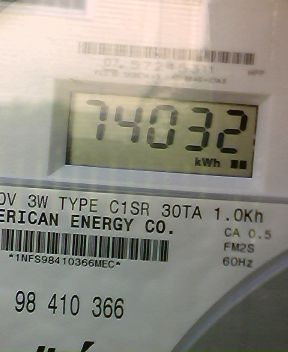 74032
kWh
0V 3W TYPE C1SR 30TA 1.0Kh
ERICAN ENERGY CO.
CA 0.5
FM2S
*1NFS98410366MEC*
60Hz
98 410 366